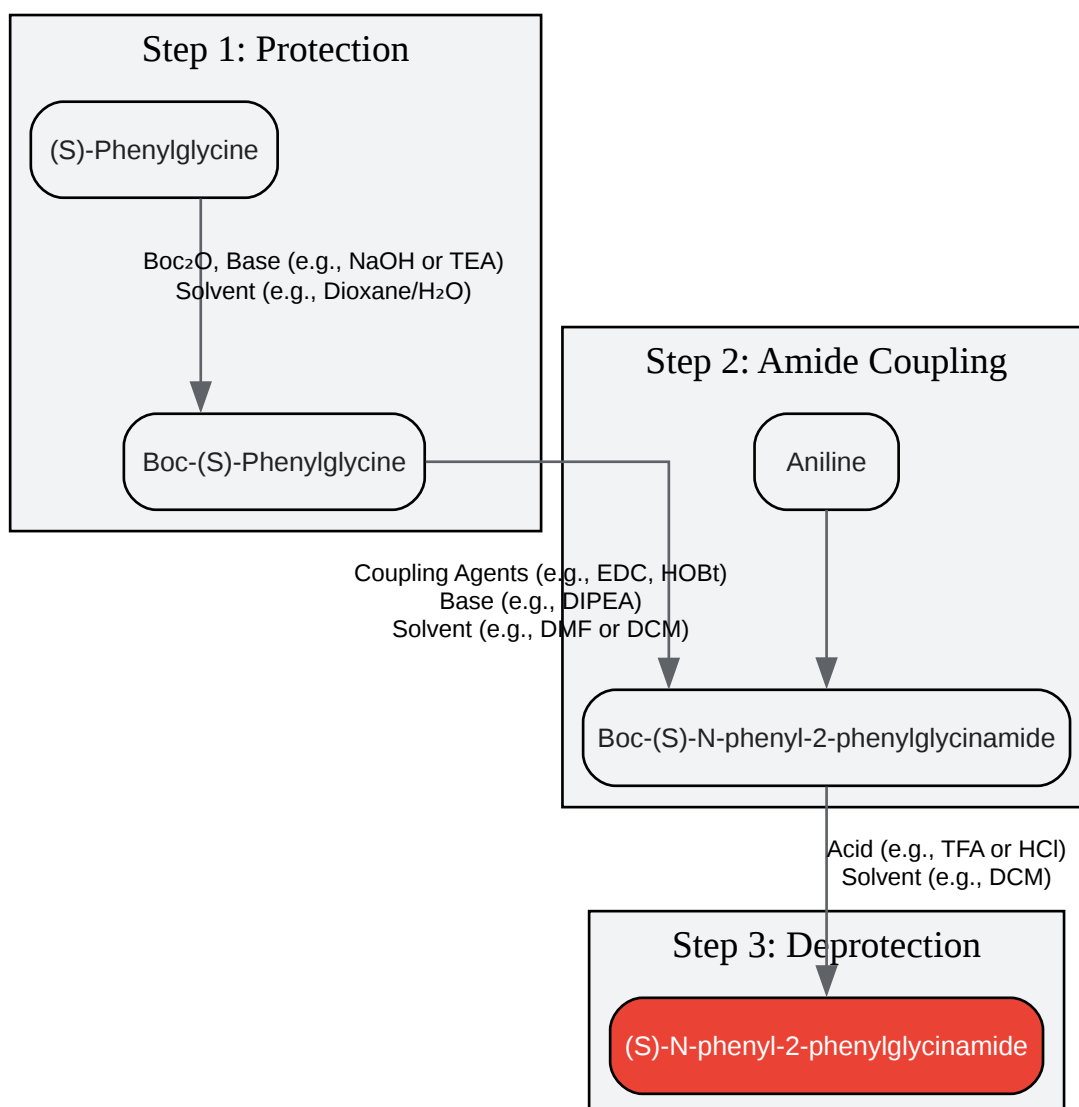 Step 1: Protection
(S)-Phenylglycine
Boc₂O, Base (e.g., NaOH or TEA)
Solvent (e.g., Dioxane/H₂O)
Boc-(S)-Phenylglycine
Step 2: Amide Coupling
Aniline
Coupling Agents (e.g., EDC, HOBt)
Base (e.g., DIPEA)
Solvent (e.g., DMF or DCM)
Boc-(S)-N-phenyl-2-phenylglycinamide
Acid (e.g., TFA or HCl)
Solvent (e.g., DCM)
Step 3: Deprotection
(S)-N-phenyl-2-phenylglycinamide